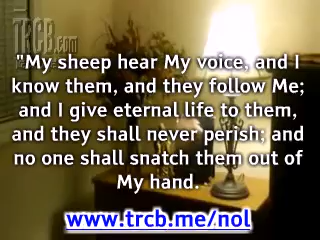 TRCB.com
"My sheep hear My voice, and I
know them, and they follow Me;
and I give eternal life to them,
and they shall never perish; and
no one shall snatch them out of
My hand.
www.trcb.me/nol